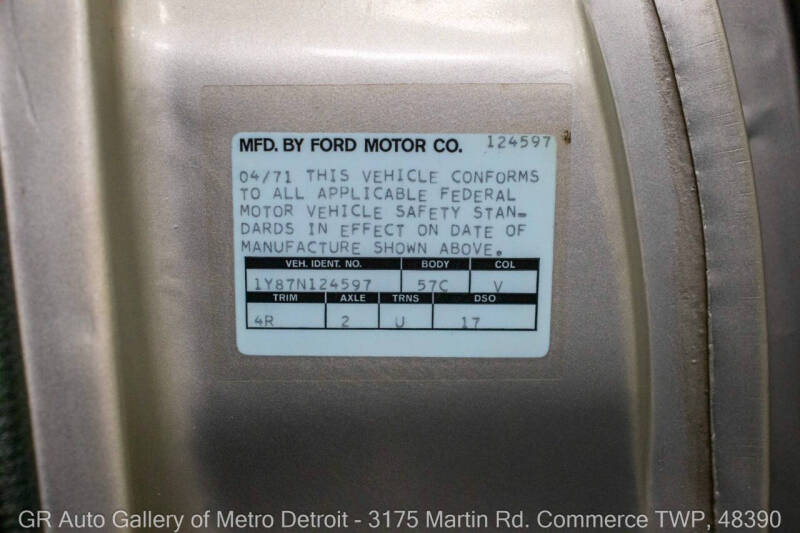 MFD. BY FORD MOTOR CO. 124597
04/71 THIS VEHICLE CONFORMS
TO ALL APPLICABLE FEDERAL
MOTOR VEHICLE SAFETY STAN-
DARDS IN EFFECT ON DATE OF
MANUFACTURE SHOWN ABOVE.
VEH. IDENT. NO. BODY COL
1Y87N124597 57C V
TRIM AXLE TRNS DSO
4R 2 U 17
GR Auto Gallery of Metro Detroit - 3175 Martin Rd. Commerce TWP, 48390